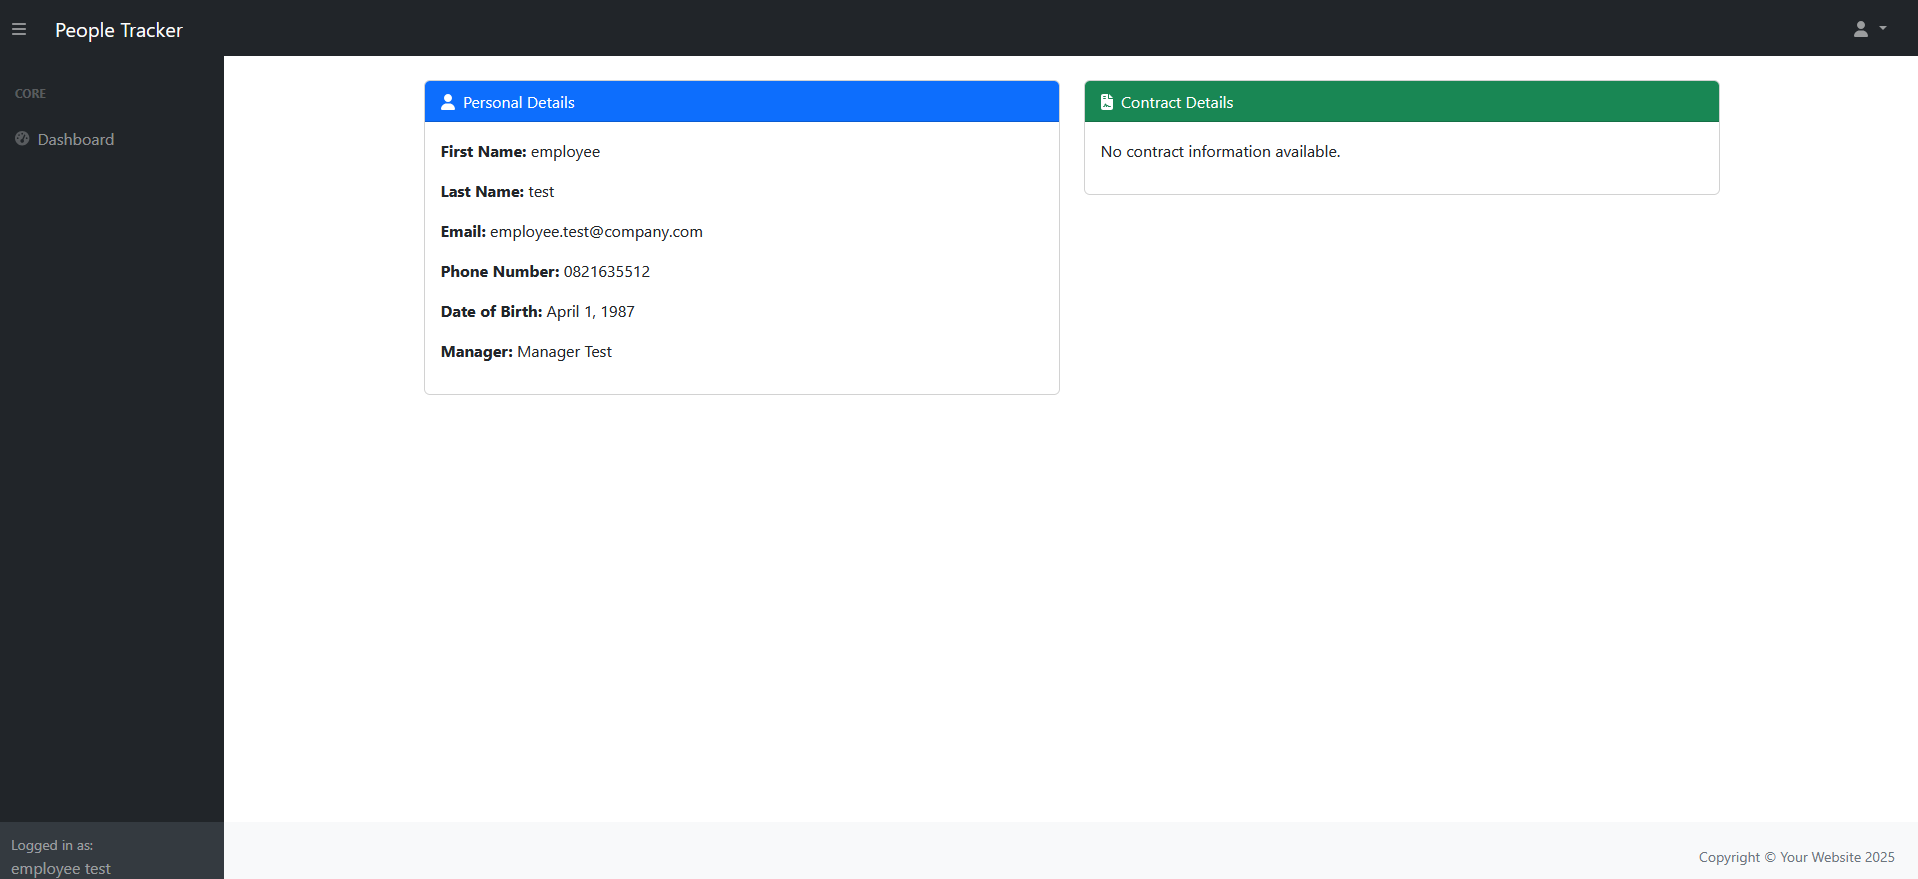 People Tracker
CORE
Dashboard
Personal Details
First Name: employee
Last Name: test
Email: employee.test@company.com
Phone Number: 0821635512
Date of Birth: April 1, 1987
Manager: Manager Test
Contract Details
No contract information available.
Logged in as:
employee test
Copyright © Your Website 2025